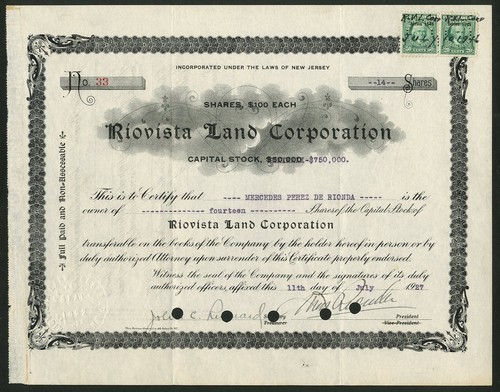 INCORPORATED UNDER THE LAWS OF NEW JERSEY
No. 33
--14-- Shares
SHARES, $100 EACH
Riovista Land Corporation
CAPITAL STOCK, $50,000.-$750,000.
Full Paid and Non-Assessable
This is to Certify that ---- MERCEDES PEREZ DE RIONDA ----- is the
owner of ------------- fourteen ---------- Shares of the Capital Stock of
Riovista Land Corporation
transferable on the books of the Company by the holder hereof in person or by
duly authorized Attorney upon surrender of this Certificate properly endorsed.
Witness the seal of the Company and the signatures of its duly
authorized officers, affixed this 11th day of July 1927
John C.
Treasurer
President
Vice-President